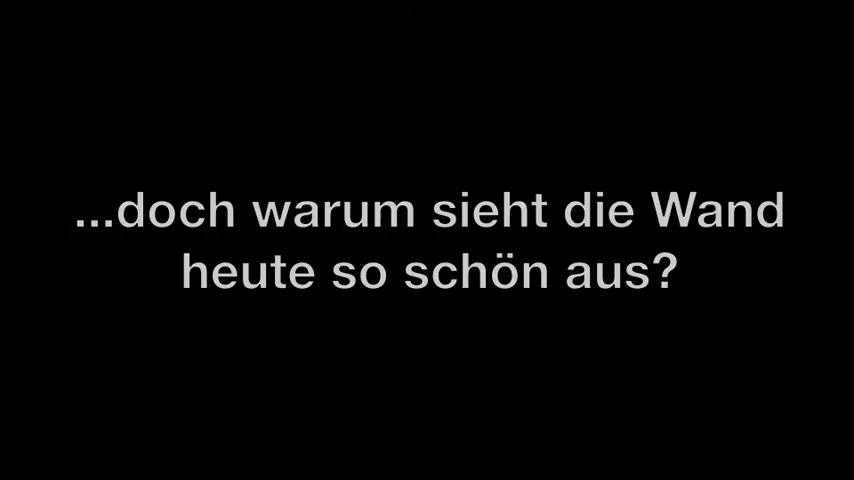 ...doch warum sieht die Wand
heute so schön aus?